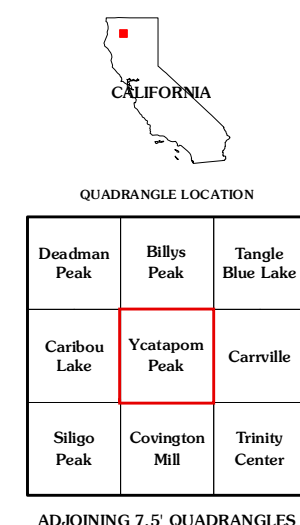 CALIFORNIA
QUADRANGLE LOCATION
Deadman
Peak
Billys
Peak
Tangle
Blue Lake
Caribou
Lake
Ycatapom
Peak
Carrville
Siligo
Peak
Covington
Mill
Trinity
Center
ADJOINING 7.5' QUADRANGLES